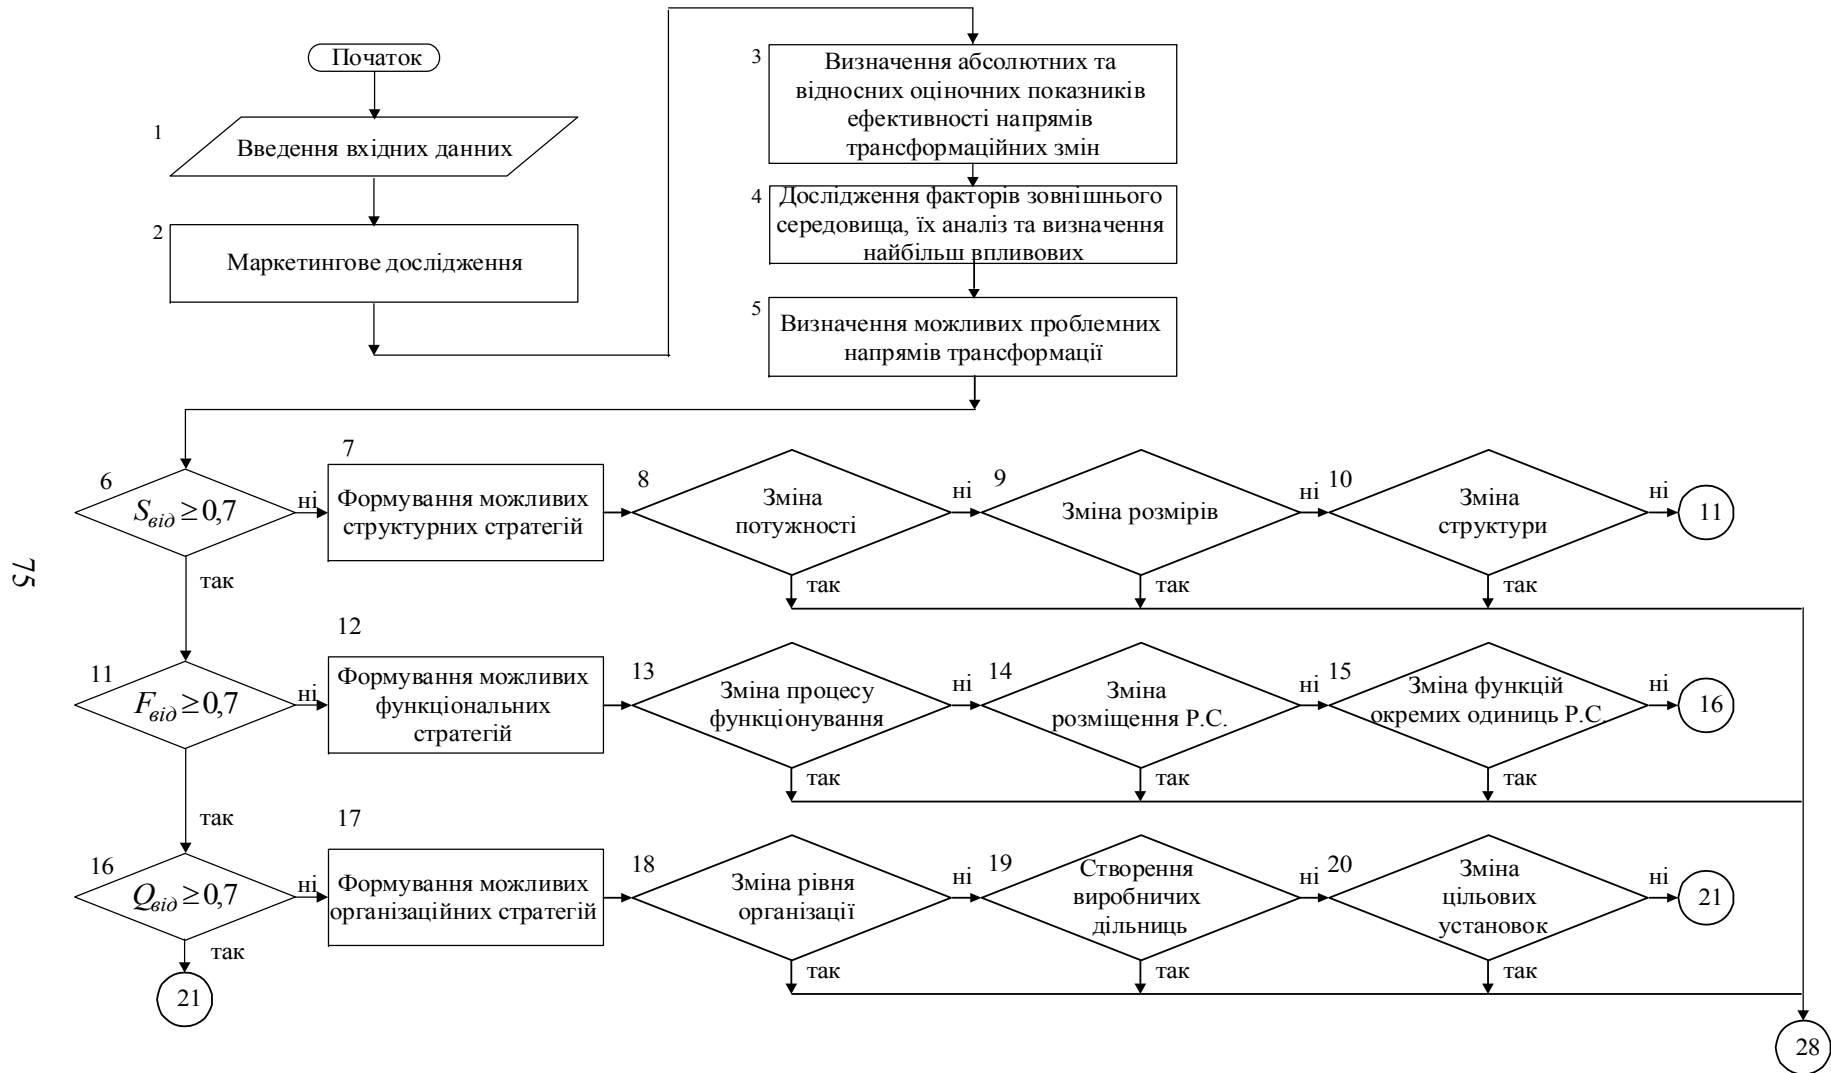 Початок
1
Введення вхідних данних
2
Маркетингове дослідження
3
Визначення абсолютних та
відносних оціночних показників
ефективності напрямів
трансформаційних змін
4
Дослідження факторів зовнішнього
середовища, їх аналіз та визначення
найбільш впливових
5
Визначення можливих проблемних
напрямів трансформації
6
Sвід ≥ 0,7
ні
так
7
Формування можливих
структурних стратегій
8
Зміна
потужності
ні
так
9
Зміна розмірів
ні
так
10
Зміна
структури
ні
так
11
75
11
Fвід ≥ 0,7
ні
так
12
Формування можливих
функціональних
стратегій
13
Зміна процесу
функціонування
ні
так
14
Зміна
розміщення Р.С.
ні
так
15
Зміна функцій
окремих одиниць Р.С.
ні
так
16
16
Qвід ≥ 0,7
ні
так
21
17
Формування можливих
організаційних стратегій
18
Зміна рівня
організації
ні
так
19
Створення
виробничих
дільниць
ні
так
20
Зміна
цільових
установок
ні
так
21
28